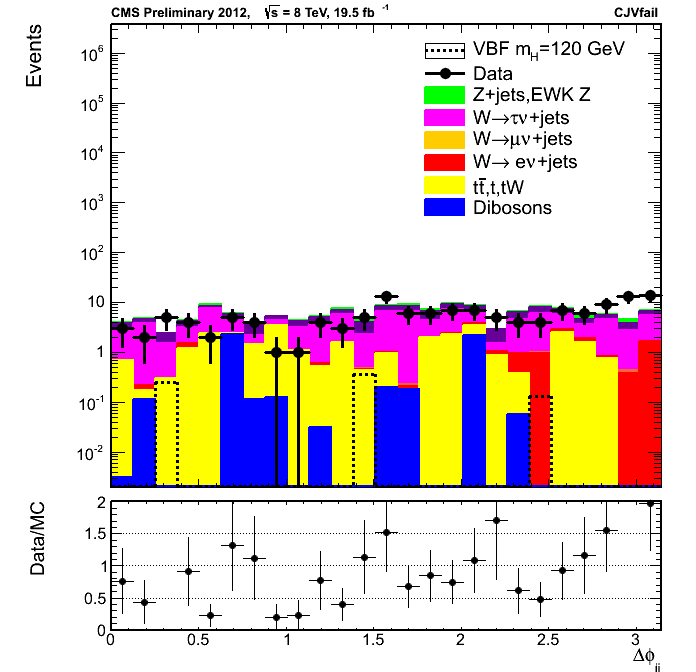 CMS Preliminary 2012, √s = 8 TeV, 19.5 fb⁻¹ CJVfail
Events
10⁶
10⁵
10⁴
10³
10²
10
1
10⁻¹
10⁻²
VBF m_H=120 GeV
Data
Z+jets,EWK Z
W→τν+jets
W→μν+jets
W→ eν+jets
tt̄,t,tW
Dibosons
Data/MC
2
1.5
1
0.5
0
0 0.5 1 1.5 2 2.5 3
Δϕ_jj